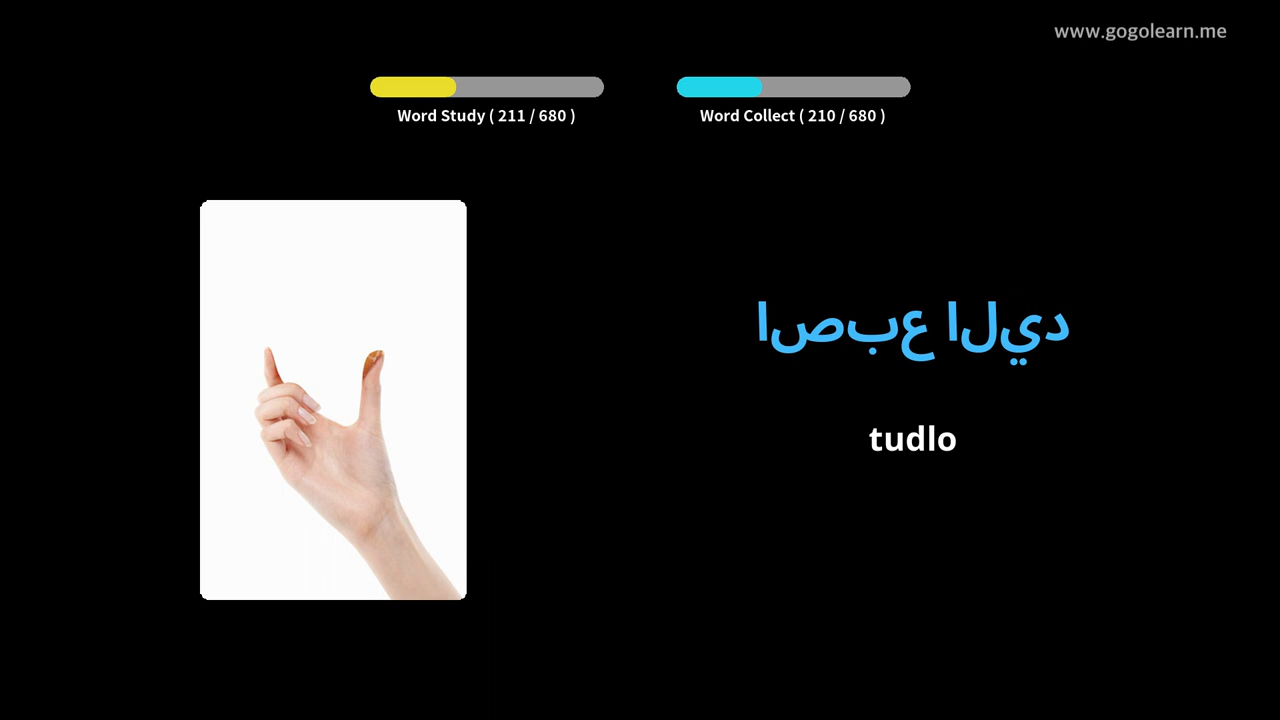 www.gogolearn.me
Word Study ( 211 / 680 )
Word Collect ( 210 / 680 )
اصبع اليد
tudlo